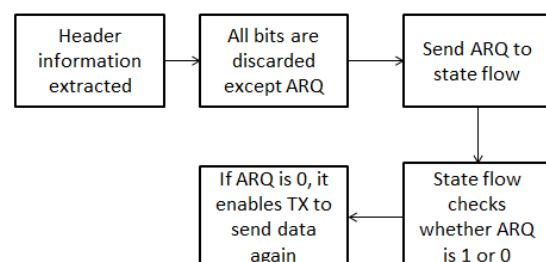 Header
information
extracted
All bits are
discarded
except ARQ
Send ARQ to
state flow
State flow
checks
whether ARQ
is 1 or 0
If ARQ is 0, it
enables TX to
send data
again